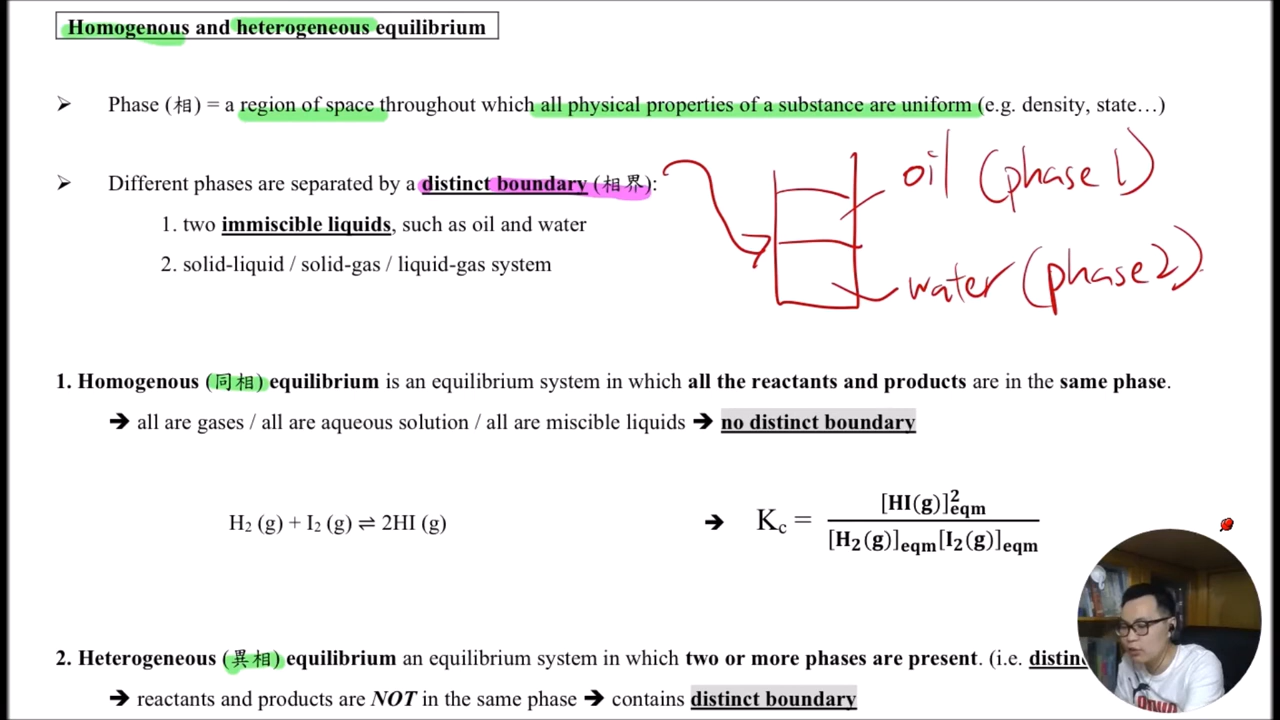 Homogenous and heterogeneous equilibrium
➢ Phase (相) = a region of space throughout which all physical properties of a substance are uniform (e.g. density, state…)
➢ Different phases are separated by a distinct boundary (相界):
oil (phase 1)
1. two immiscible liquids, such as oil and water
2. solid-liquid / solid-gas / liquid-gas system
water (phase 2)
1. Homogenous (同相) equilibrium is an equilibrium system in which all the reactants and products are in the same phase.
➔ all are gases / all are aqueous solution / all are miscible liquids ➔ no distinct boundary
H₂ (g) + I₂ (g) ⇌ 2HI (g) ➔ K_c = [HI(g)]²_eqm / [H₂(g)]_eqm[I₂(g)]_eqm
2. Heterogeneous (異相) equilibrium an equilibrium system in which two or more phases are present. (i.e.
➔ reactants and products are NOT in the same phase ➔ contains distinct boundary